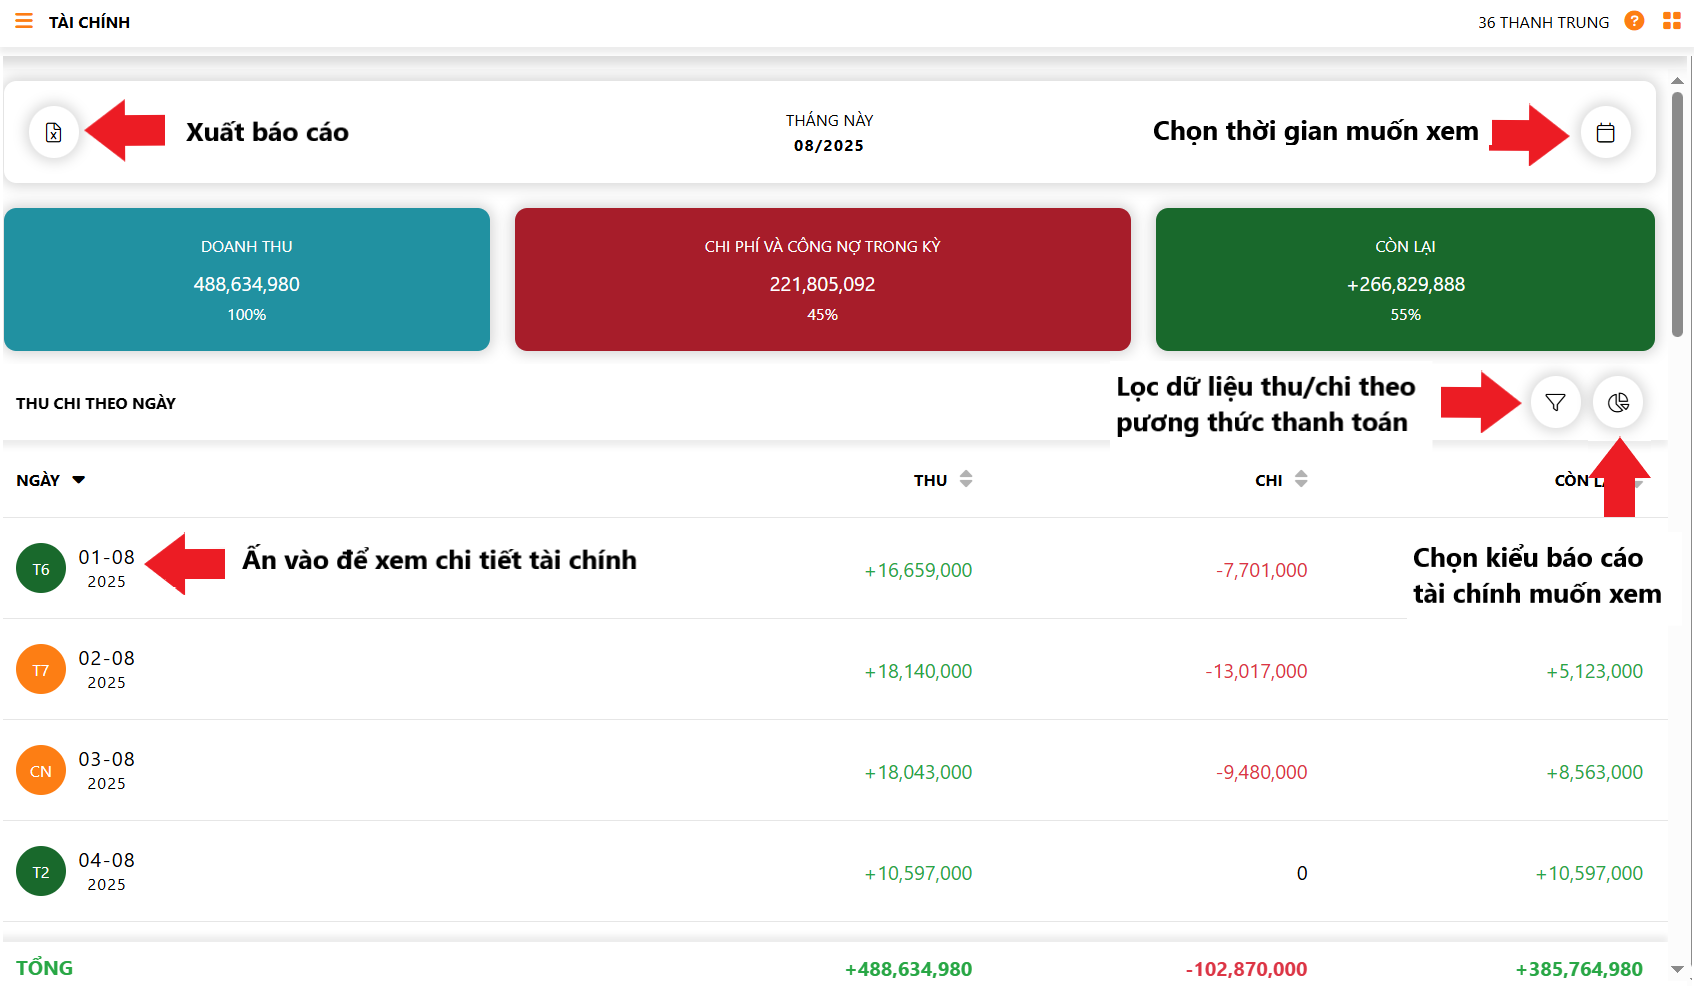 TÀI CHÍNH
36 THANH TRUNG
?
Xuất báo cáo
THÁNG NÀY
08/2025
Chọn thời gian muốn xem
DOANH THU
488,634,980
100%
CHI PHÍ VÀ CÔNG NỢ TRONG KỲ
221,805,092
45%
CÒN LẠI
+266,829,888
55%
THU CHI THEO NGÀY
Lọc dữ liệu thu/chi theo
pương thức thanh toán
NGÀY
THU
CHI
CÒN
T6
01-08
2025
Ấn vào để xem chi tiết tài chính
+16,659,000
-7,701,000
Chọn kiểu báo cáo
tài chính muốn xem
T7
02-08
2025
+18,140,000
-13,017,000
+5,123,000
CN
03-08
2025
+18,043,000
-9,480,000
+8,563,000
T2
04-08
2025
+10,597,000
0
+10,597,000
TỔNG
+488,634,980
-102,870,000
+385,764,980